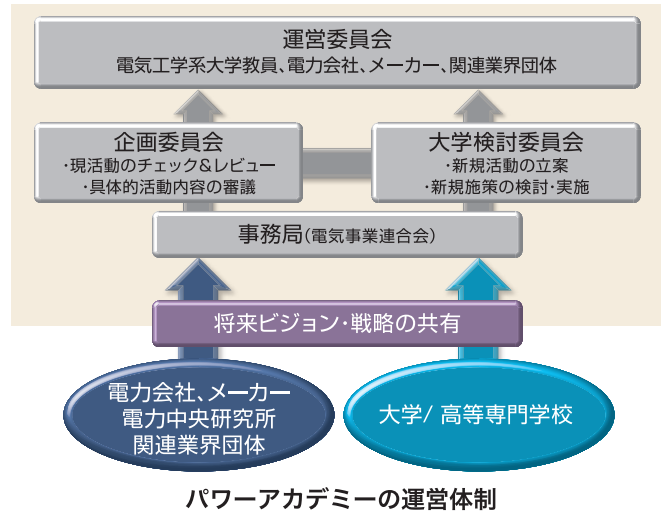 運営委員会
電気工学系大学教員、電力会社、メーカー、関連業界団体
企画委員会
・現活動のチェック&レビュー
・具体的活動内容の審議
大学検討委員会
・新規活動の立案
・新規施策の検討・実施
事務局(電気事業連合会)
将来ビジョン・戦略の共有
電力会社、メーカー
電力中央研究所
関連業界団体
大学/ 高等専門学校
パワーアカデミーの運営体制